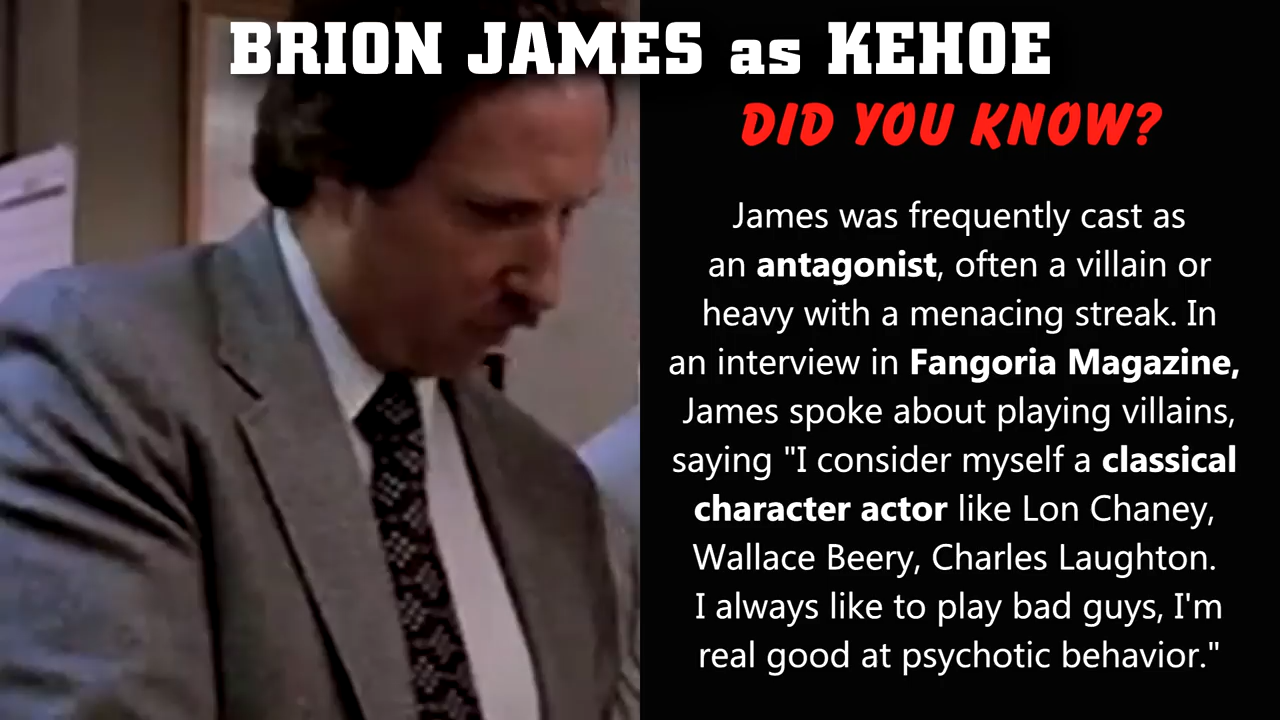 BRION JAMES as KEHOE
DID YOU KNOW?
James was frequently cast as
an antagonist, often a villain or
heavy with a menacing streak. In
an interview in Fangoria Magazine,
James spoke about playing villains,
saying "I consider myself a classical
character actor like Lon Chaney,
Wallace Beery, Charles Laughton.
I always like to play bad guys, I'm
real good at psychotic behavior."